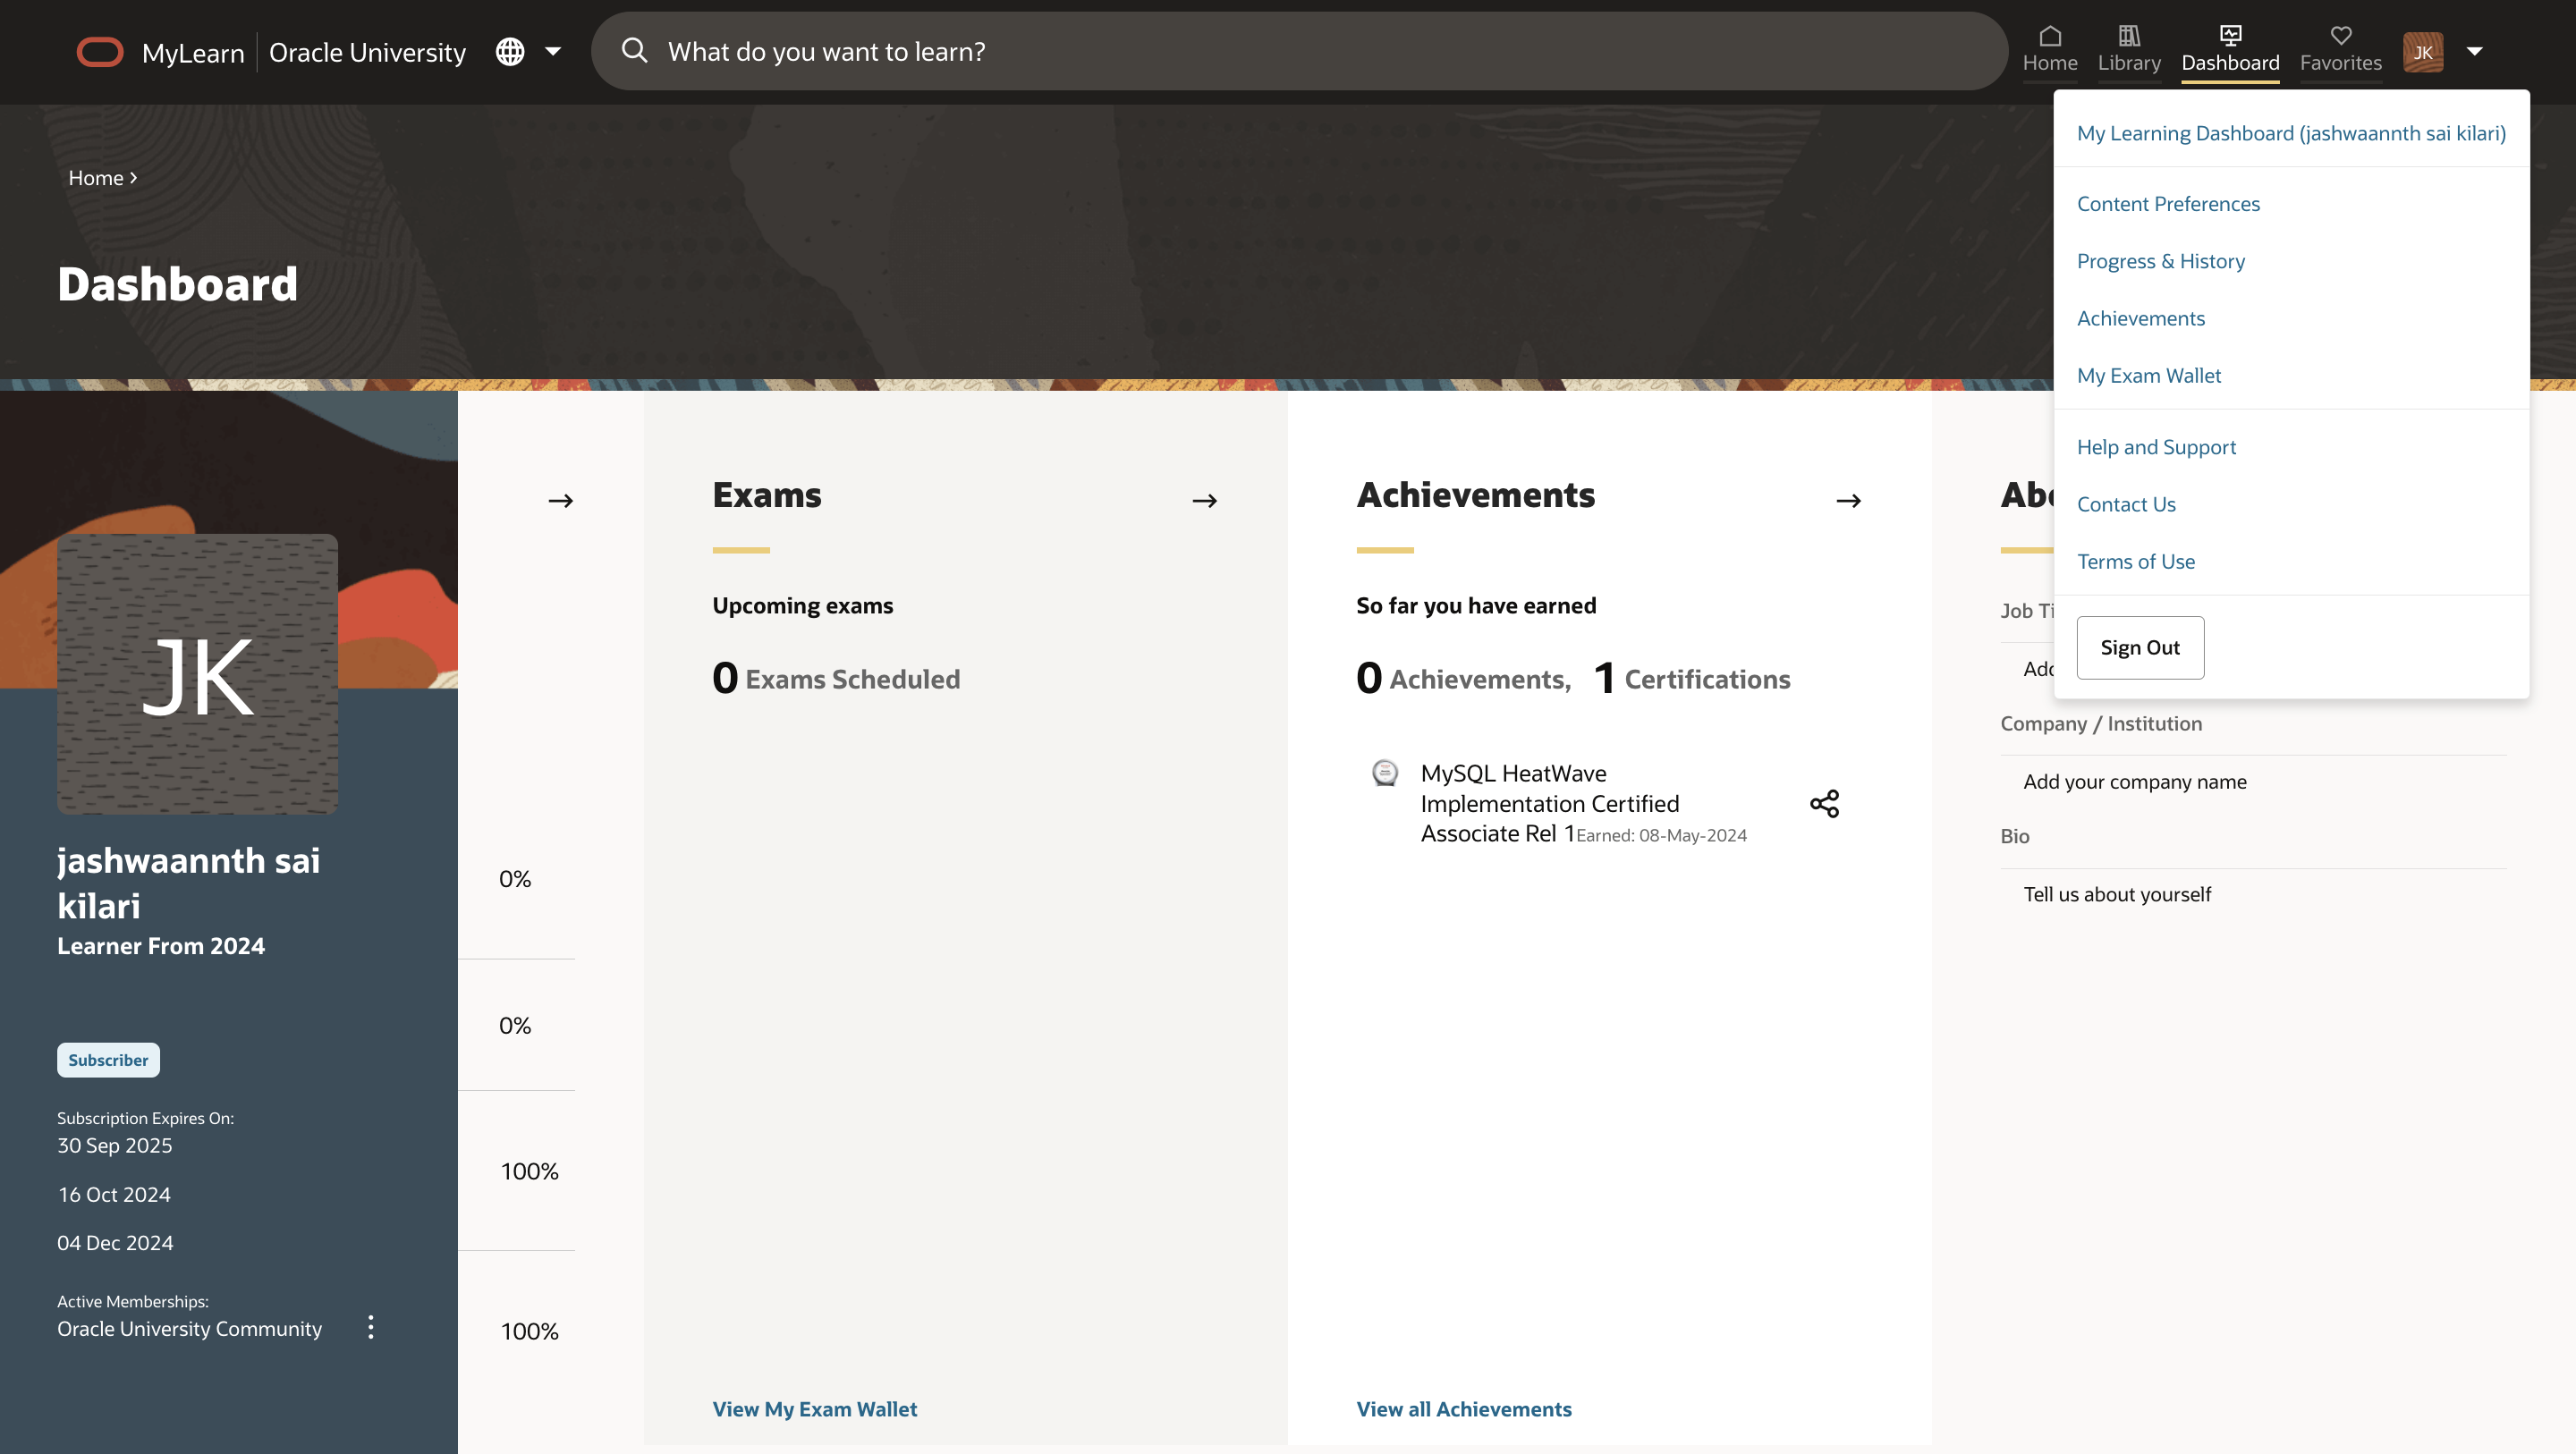 MyLearn
Oracle University
What do you want to learn?
Home
Library
Dashboard
Favorites
JK
My Learning Dashboard (jashwaannth sai kilari)
Content Preferences
Progress & History
Achievements
My Exam Wallet
Help and Support
Contact Us
Terms of Use
Sign Out
Home
Dashboard
JK
jashwaannth sai
kilari
Learner From 2024
Subscriber
Subscription Expires On:
30 Sep 2025
16 Oct 2024
04 Dec 2024
Active Memberships:
Oracle University Community
0%
0%
100%
100%
Exams
Upcoming exams
0 Exams Scheduled
View My Exam Wallet
Achievements
So far you have earned
0 Achievements, 1 Certifications
MySQL HeatWave
Implementation Certified
Associate Rel 1 Earned: 08-May-2024
View all Achievements
Job
Company / Institution
Add your company name
Bio
Tell us about yourself